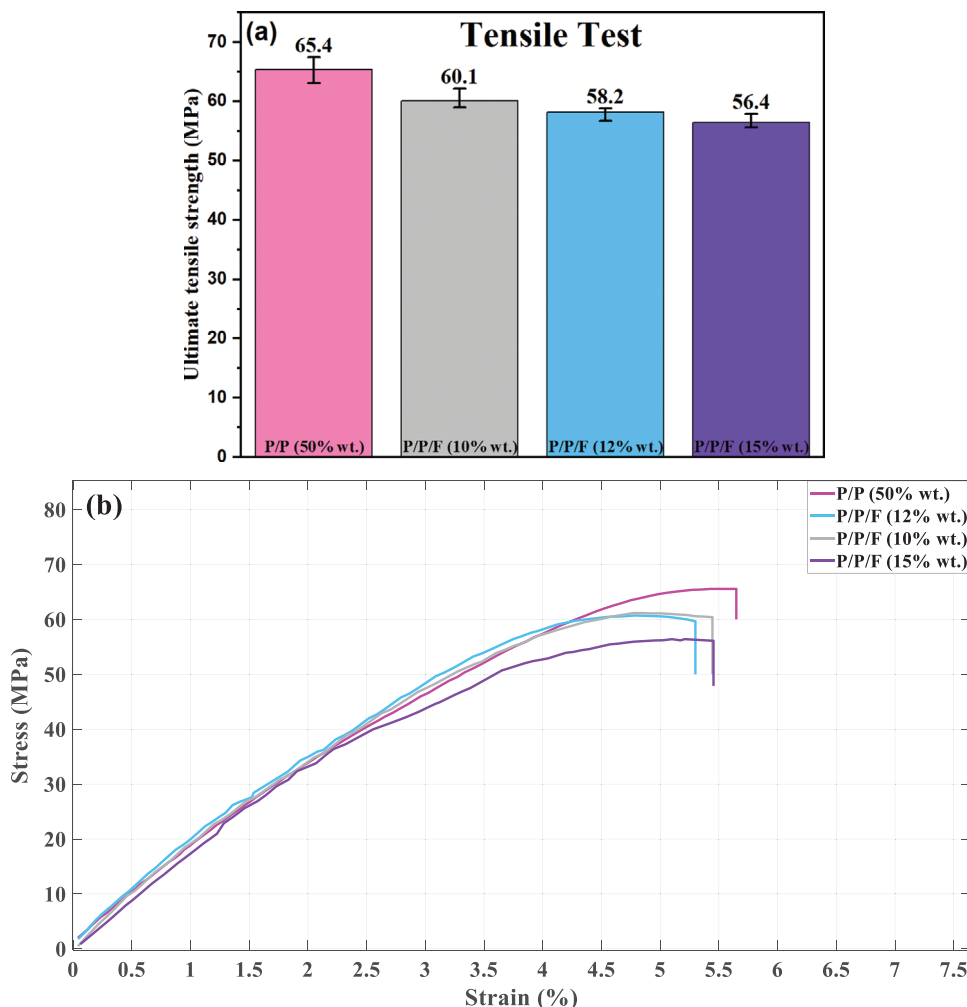 (a) Tensile Test
Ultimate tensile strength (MPa)
70
60
50
40
30
20
10
0
65.4
60.1
58.2
56.4
P/P (50% wt.) P/P/F (10% wt.) P/P/F (12% wt.) P/P/F (15% wt.)
(b)
P/P (50% wt.)
P/P/F (12% wt.)
P/P/F (10% wt.)
P/P/F (15% wt.)
Stress (MPa)
80
70
60
50
40
30
20
10
0
0 0.5 1 1.5 2 2.5 3 3.5 4 4.5 5 5.5 6 6.5 7 7.5
Strain (%)